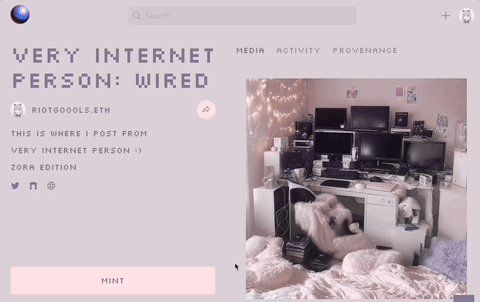 Search
VERY INTERNET
PERSON: WIRED
MEDIA ACTIVITY PROVENANCE
RIOTGOOOLS.ETH
THIS IS WHERE I POST FROM
VERY INTERNET PERSON :)
ZORA EDITION
MINT